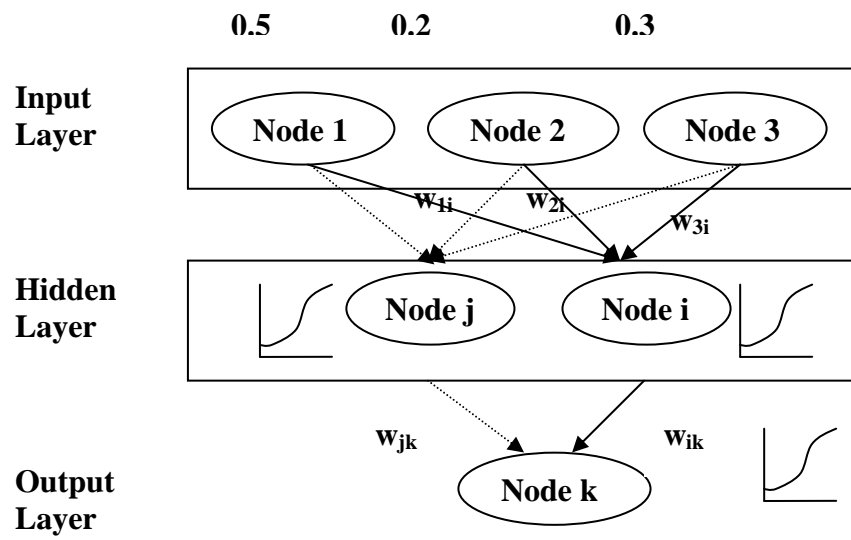 0.5 0.2 0.3
Input
Layer
Node 1 Node 2 Node 3
w1i w2i
w3i
Hidden
Layer
Node j Node i
wjk wik
Output
Layer
Node k